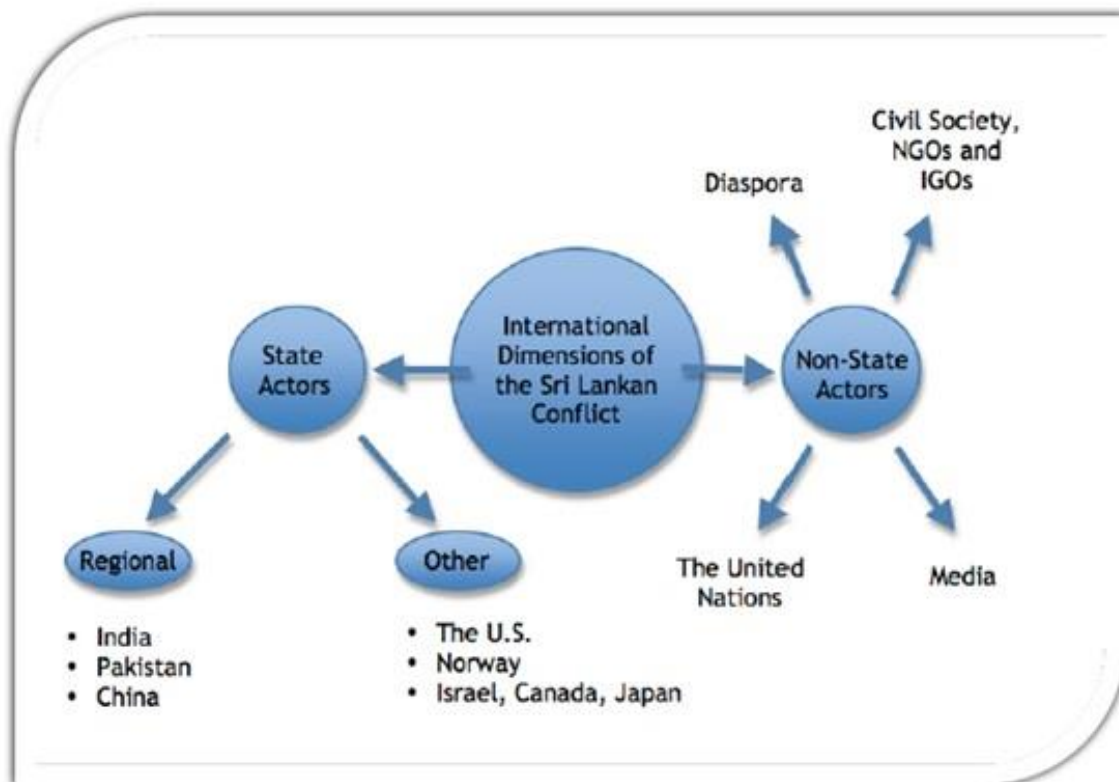 Civil Society,
NGOs and
IGOs
Diaspora
International
Dimensions of
the Sri Lankan
Conflict
State
Actors
Non-State
Actors
Regional
Other
The United
Nations
Media
• India
• Pakistan
• China
• The U.S.
• Norway
• Israel, Canada, Japan